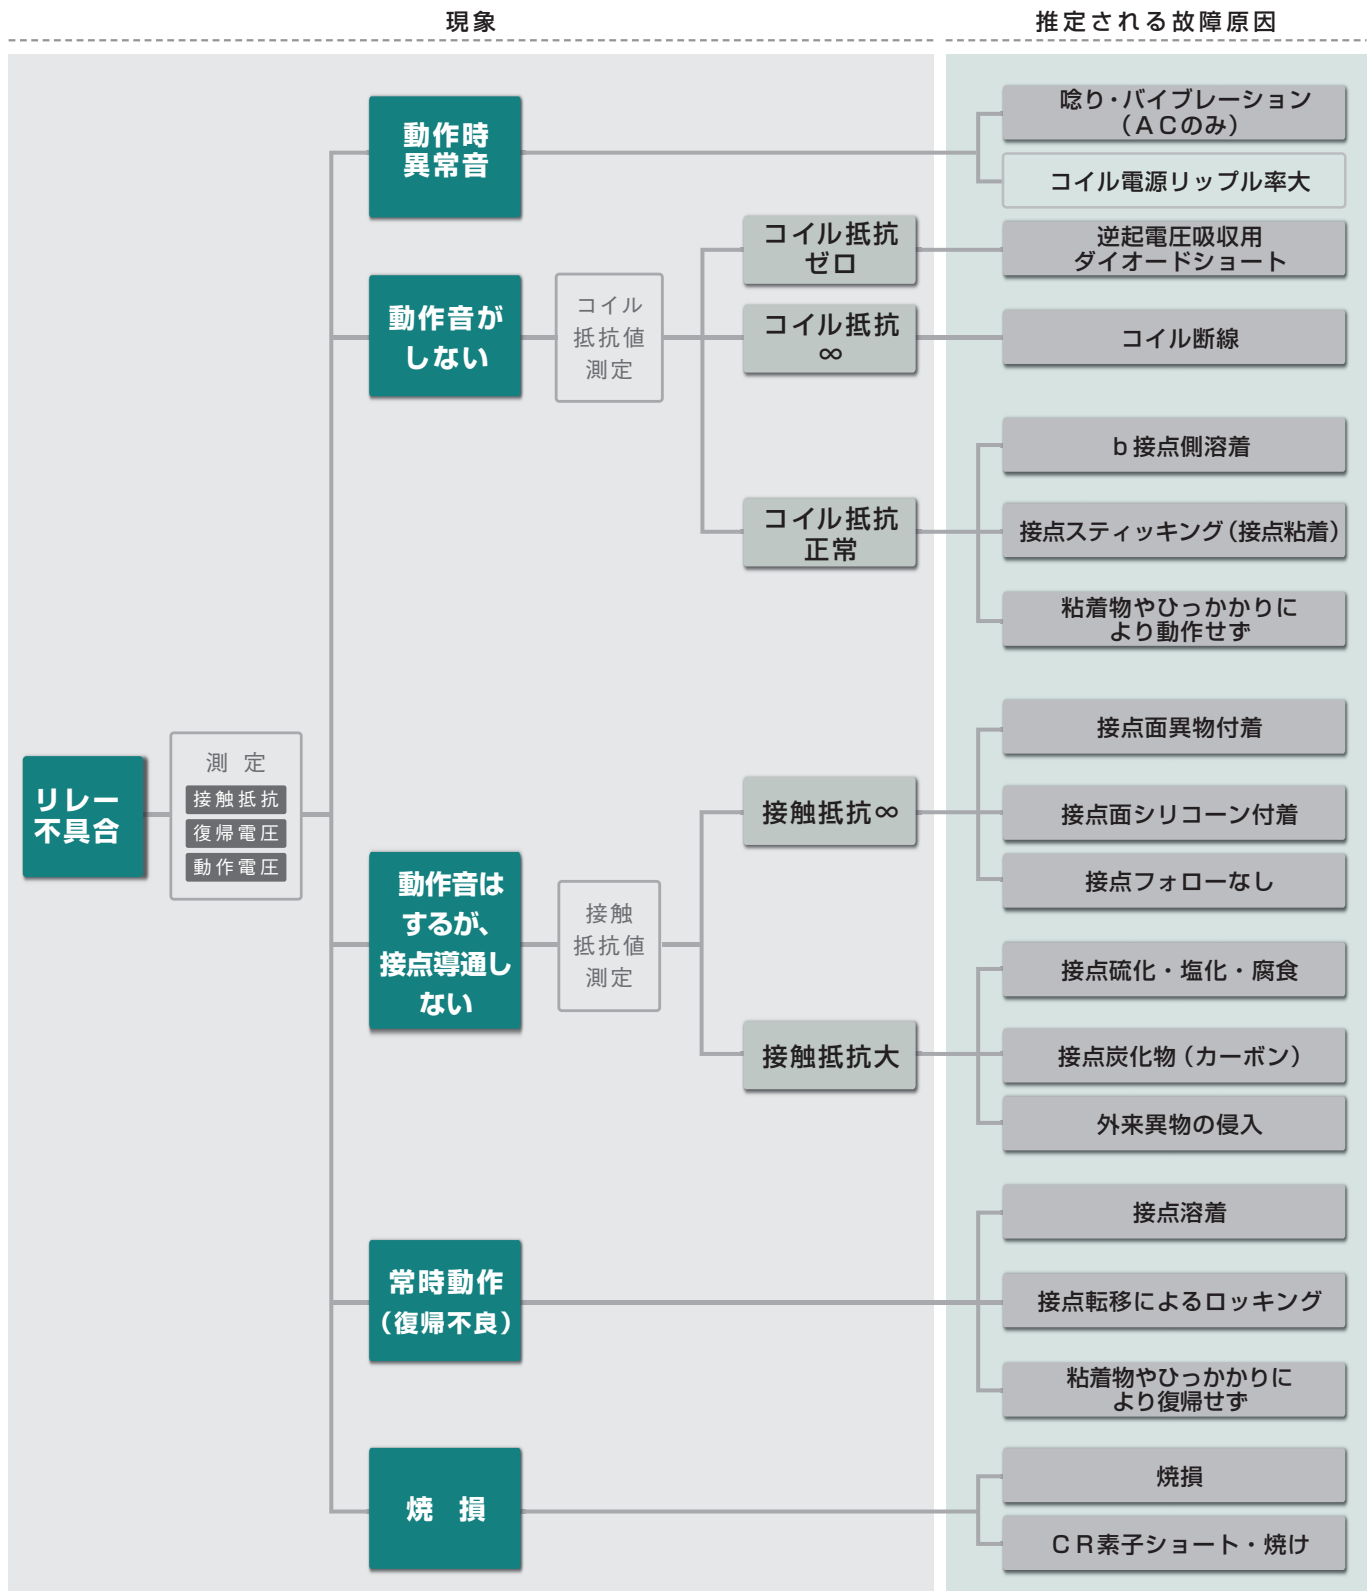 現象
推定される故障原因
リレー
不具合
測 定
接触抵抗
復帰電圧
動作電圧
動作時
異常音
唸り・バイブレーション
（ＡＣのみ）
コイル電源リップル率大
動作音が
しない
コイル
抵抗値
測定
コイル抵抗
ゼロ
逆起電圧吸収用
ダイオードショート
コイル抵抗
∞
コイル断線
コイル抵抗
正常
ｂ接点側溶着
接点スティッキング（接点粘着）
粘着物やひっかかりに
より動作せず
動作音は
するが、
接点導通し
ない
接触
抵抗値
測定
接触抵抗∞
接点面異物付着
接点面シリコーン付着
接点フォローなし
接触抵抗大
接点硫化・塩化・腐食
接点炭化物（カーボン）
外来異物の侵入
常時動作
（復帰不良）
接点溶着
接点転移によるロッキング
粘着物やひっかかりに
より復帰せず
焼 損
焼損
ＣＲ素子ショート・焼け